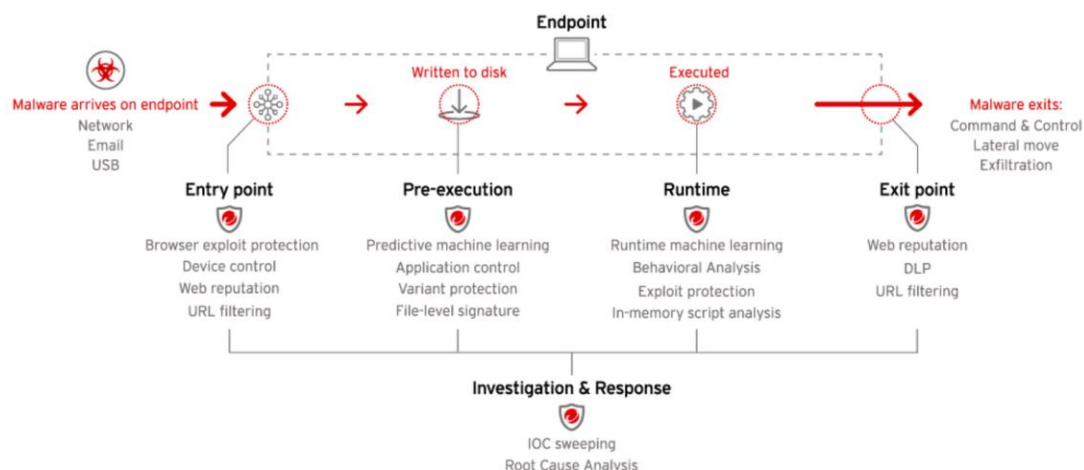 Endpoint
Malware arrives on endpoint
Network
Email
USB
Written to disk
Executed
Malware exits:
Command & Control
Lateral move
Exfiltration
Entry point
Browser exploit protection
Device control
Web reputation
URL filtering
Pre-execution
Predictive machine learning
Application control
Variant protection
File-level signature
Runtime
Runtime machine learning
Behavioral Analysis
Exploit protection
In-memory script analysis
Exit point
Web reputation
DLP
URL filtering
Investigation & Response
IOC sweeping
Root Cause Analysis